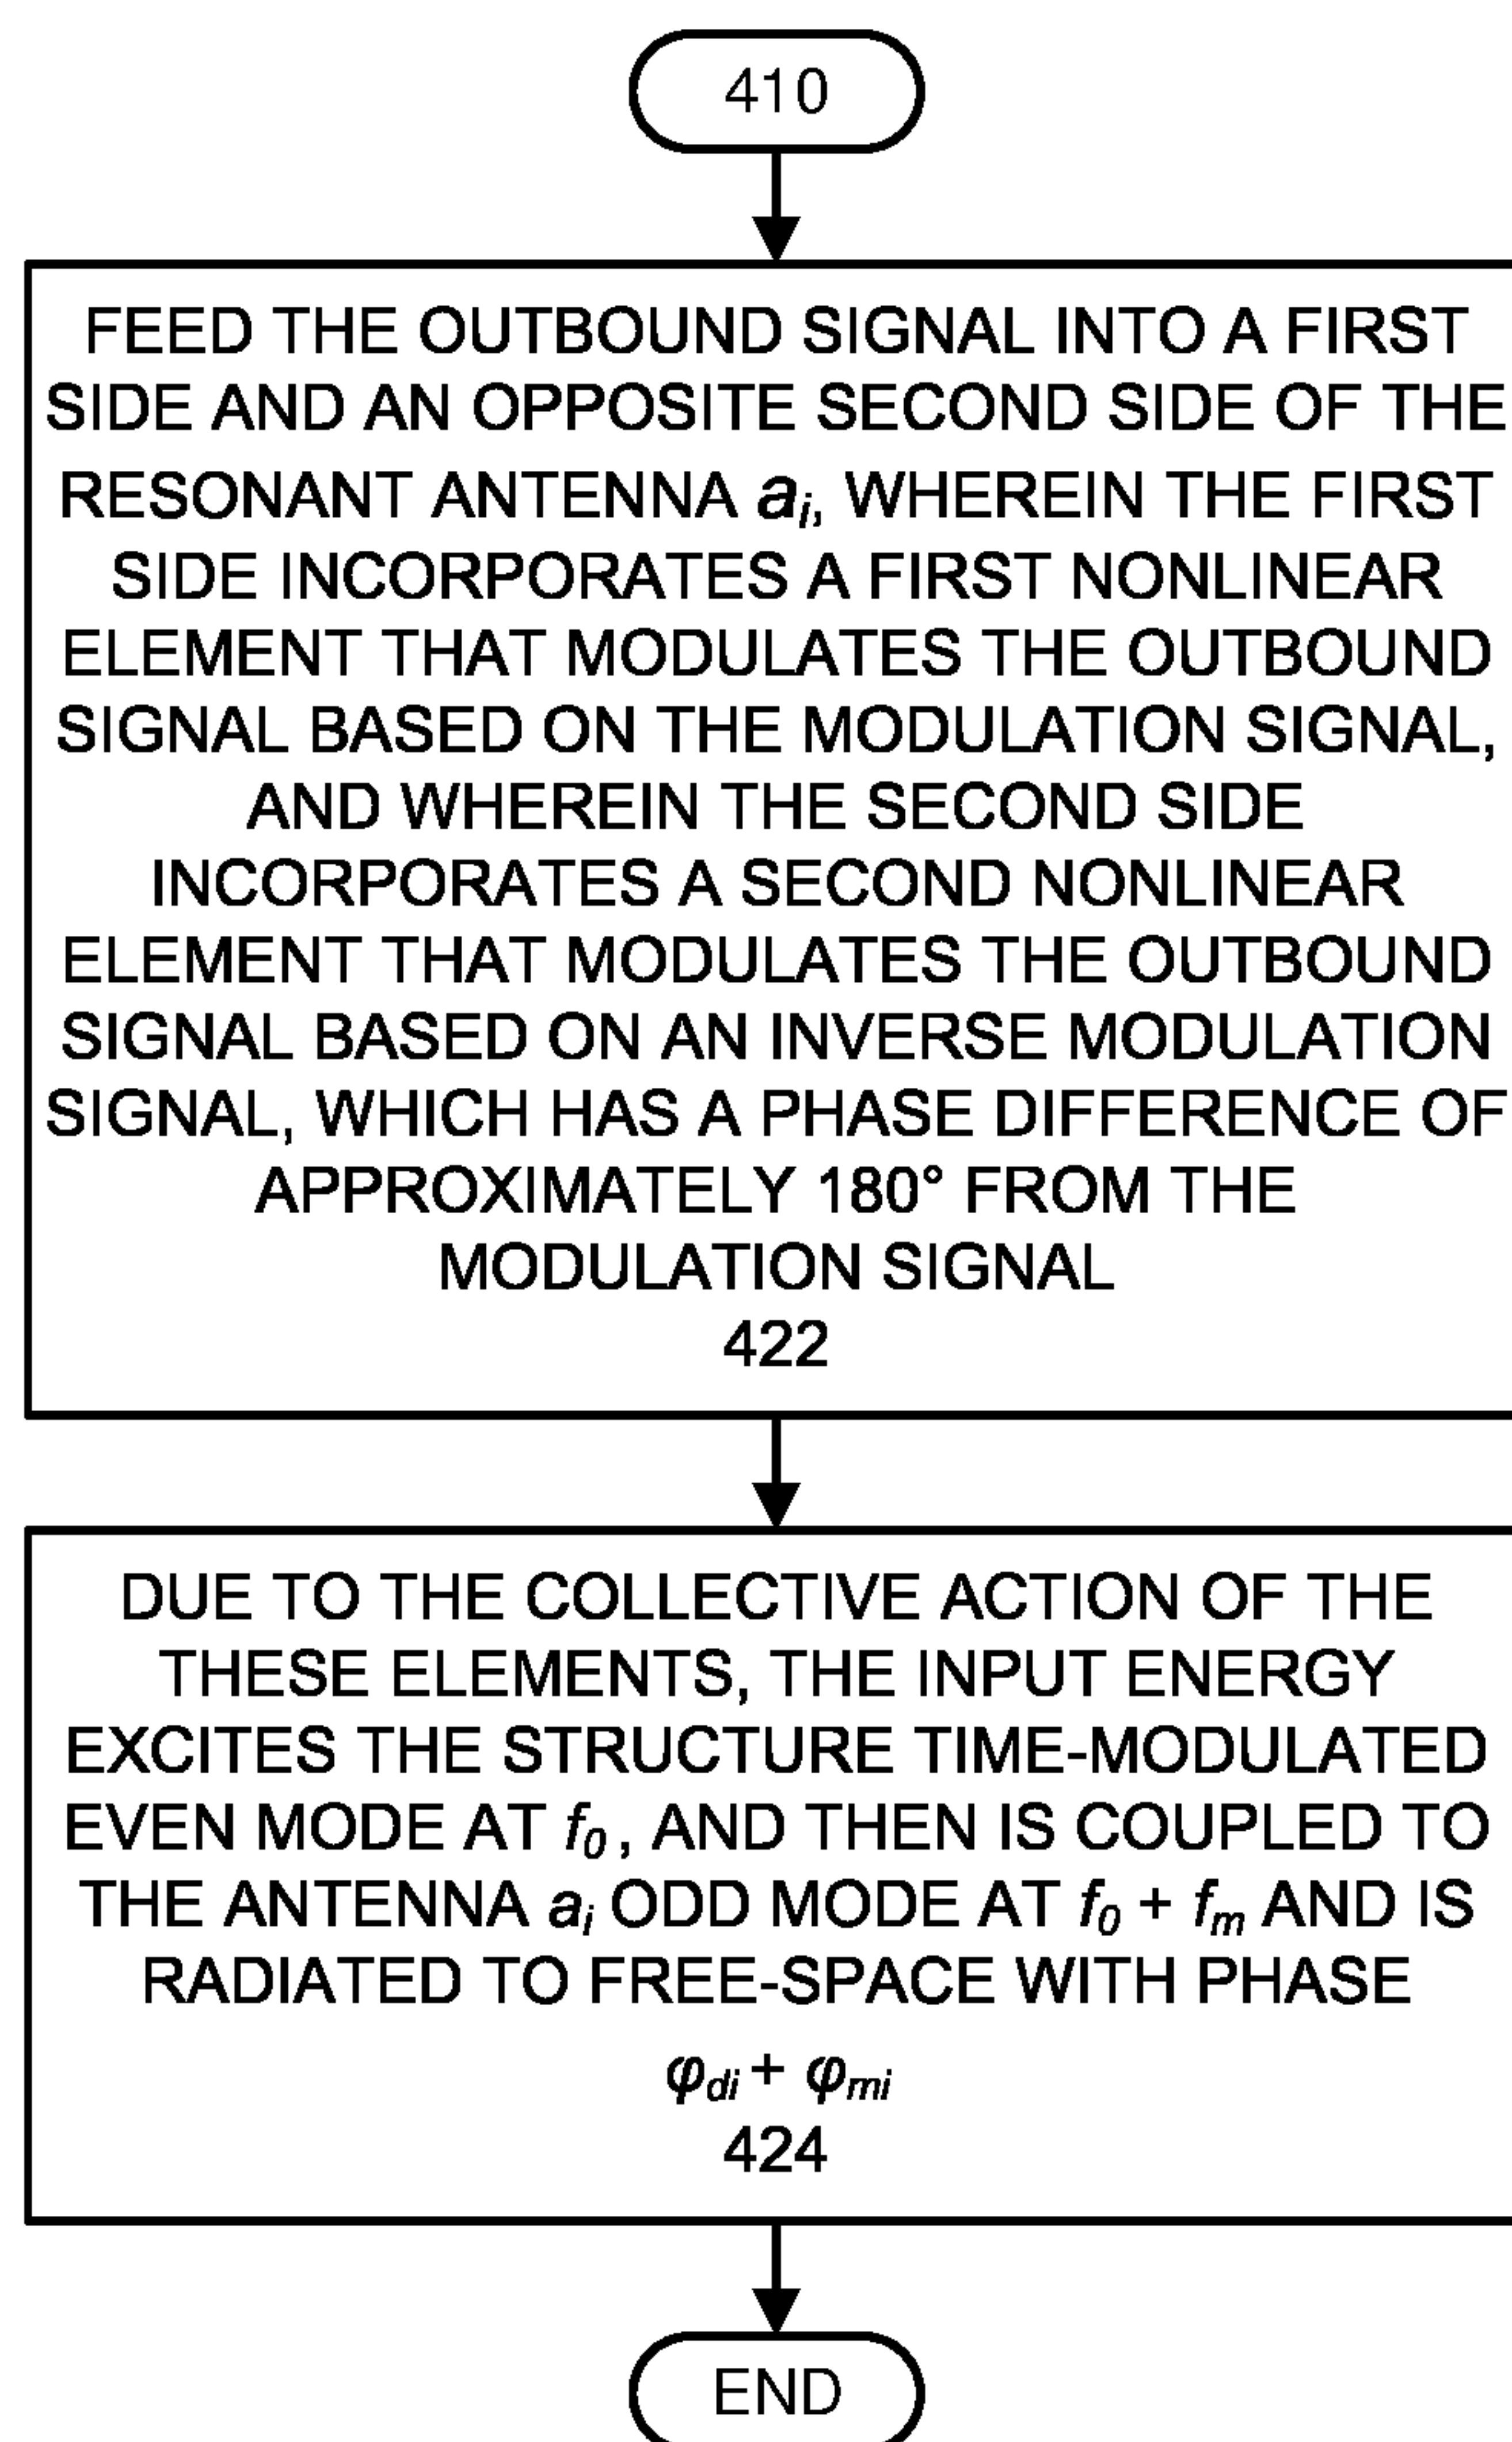 410
FEED THE OUTBOUND SIGNAL INTO A FIRST
SIDE AND AN OPPOSITE SECOND SIDE OF THE
RESONANT ANTENNA aᵢ, WHEREIN THE FIRST
SIDE INCORPORATES A FIRST NONLINEAR
ELEMENT THAT MODULATES THE OUTBOUND
SIGNAL BASED ON THE MODULATION SIGNAL,
AND WHEREIN THE SECOND SIDE
INCORPORATES A SECOND NONLINEAR
ELEMENT THAT MODULATES THE OUTBOUND
SIGNAL BASED ON AN INVERSE MODULATION
SIGNAL, WHICH HAS A PHASE DIFFERENCE OF
APPROXIMATELY 180° FROM THE
MODULATION SIGNAL
422
DUE TO THE COLLECTIVE ACTION OF THE
THESE ELEMENTS, THE INPUT ENERGY
EXCITES THE STRUCTURE TIME-MODULATED
EVEN MODE AT f₀, AND THEN IS COUPLED TO
THE ANTENNA aᵢ ODD MODE AT f₀ + fₘ AND IS
RADIATED TO FREE-SPACE WITH PHASE
φdi + φmi
424
END